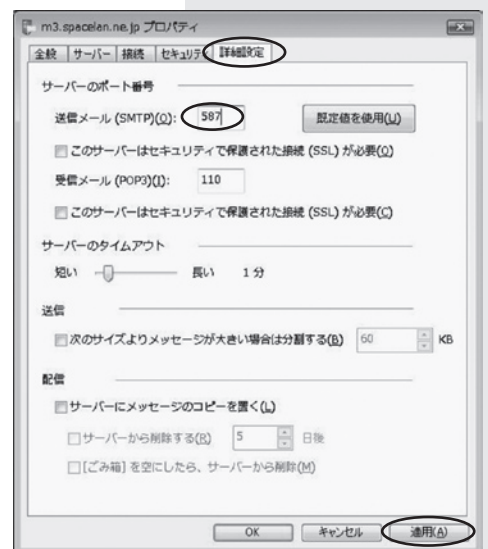 m3.spacelan.ne.jp プロパティ
全般 サーバー 接続 セキュリティ 詳細設定
サーバーのポート番号
送信メール (SMTP)(O): 587 既定値を使用(U)
このサーバーはセキュリティで保護された接続 (SSL) が必要(Q)
受信メール (POP3)(I): 110
このサーバーはセキュリティで保護された接続 (SSL) が必要(C)
サーバーのタイムアウト
短い 長い 1 分
送信
次のサイズよりメッセージが大きい場合は分割する(B) 60 KB
配信
サーバーにメッセージのコピーを置く(L)
サーバーから削除する(R) 5 日後
[ごみ箱] を空にしたら、サーバーから削除(M)
OK キャンセル 適用(A)